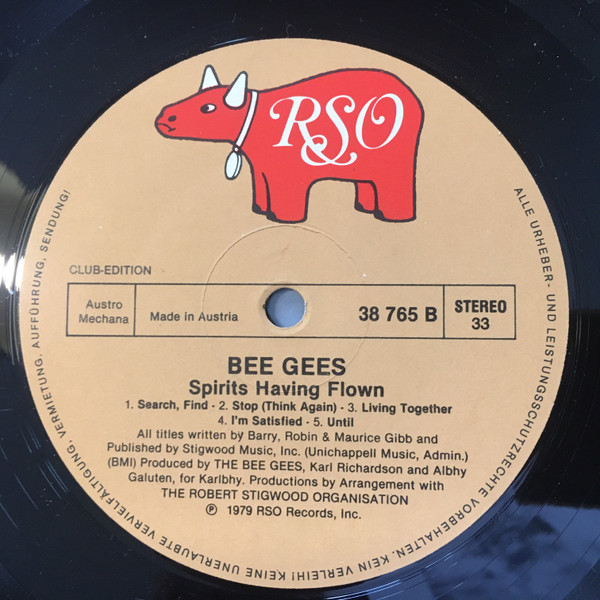 RSO
CLUB-EDITION
Austro
Mechana
Made in Austria
38 765 B
STEREO
33
BEE GEES
Spirits Having Flown
1. Search, Find - 2. Stop (Think Again) - 3. Living Together
4. I'm Satisfied - 5. Until
All titles written by Barry, Robin & Maurice Gibb and
Published by Stigwood Music, Inc. (Unichappell Music, Admin.)
(BMI) Produced by THE BEE GEES, Karl Richardson and Albhy
Galuten, for Karlbhy. Productions by Arrangement with
THE ROBERT STIGWOOD ORGANISATION
℗ 1979 RSO Records, Inc.
ALLE URHEBER- UND LEISTUNGSSCHUTZRECHTE VORBEHALTEN. KEIN VERLEIH! KEINE UNERLAUBTE VERVIELFÄLTIGUNG, VERMIETUNG, AUFFÜHRUNG, SENDUNG!